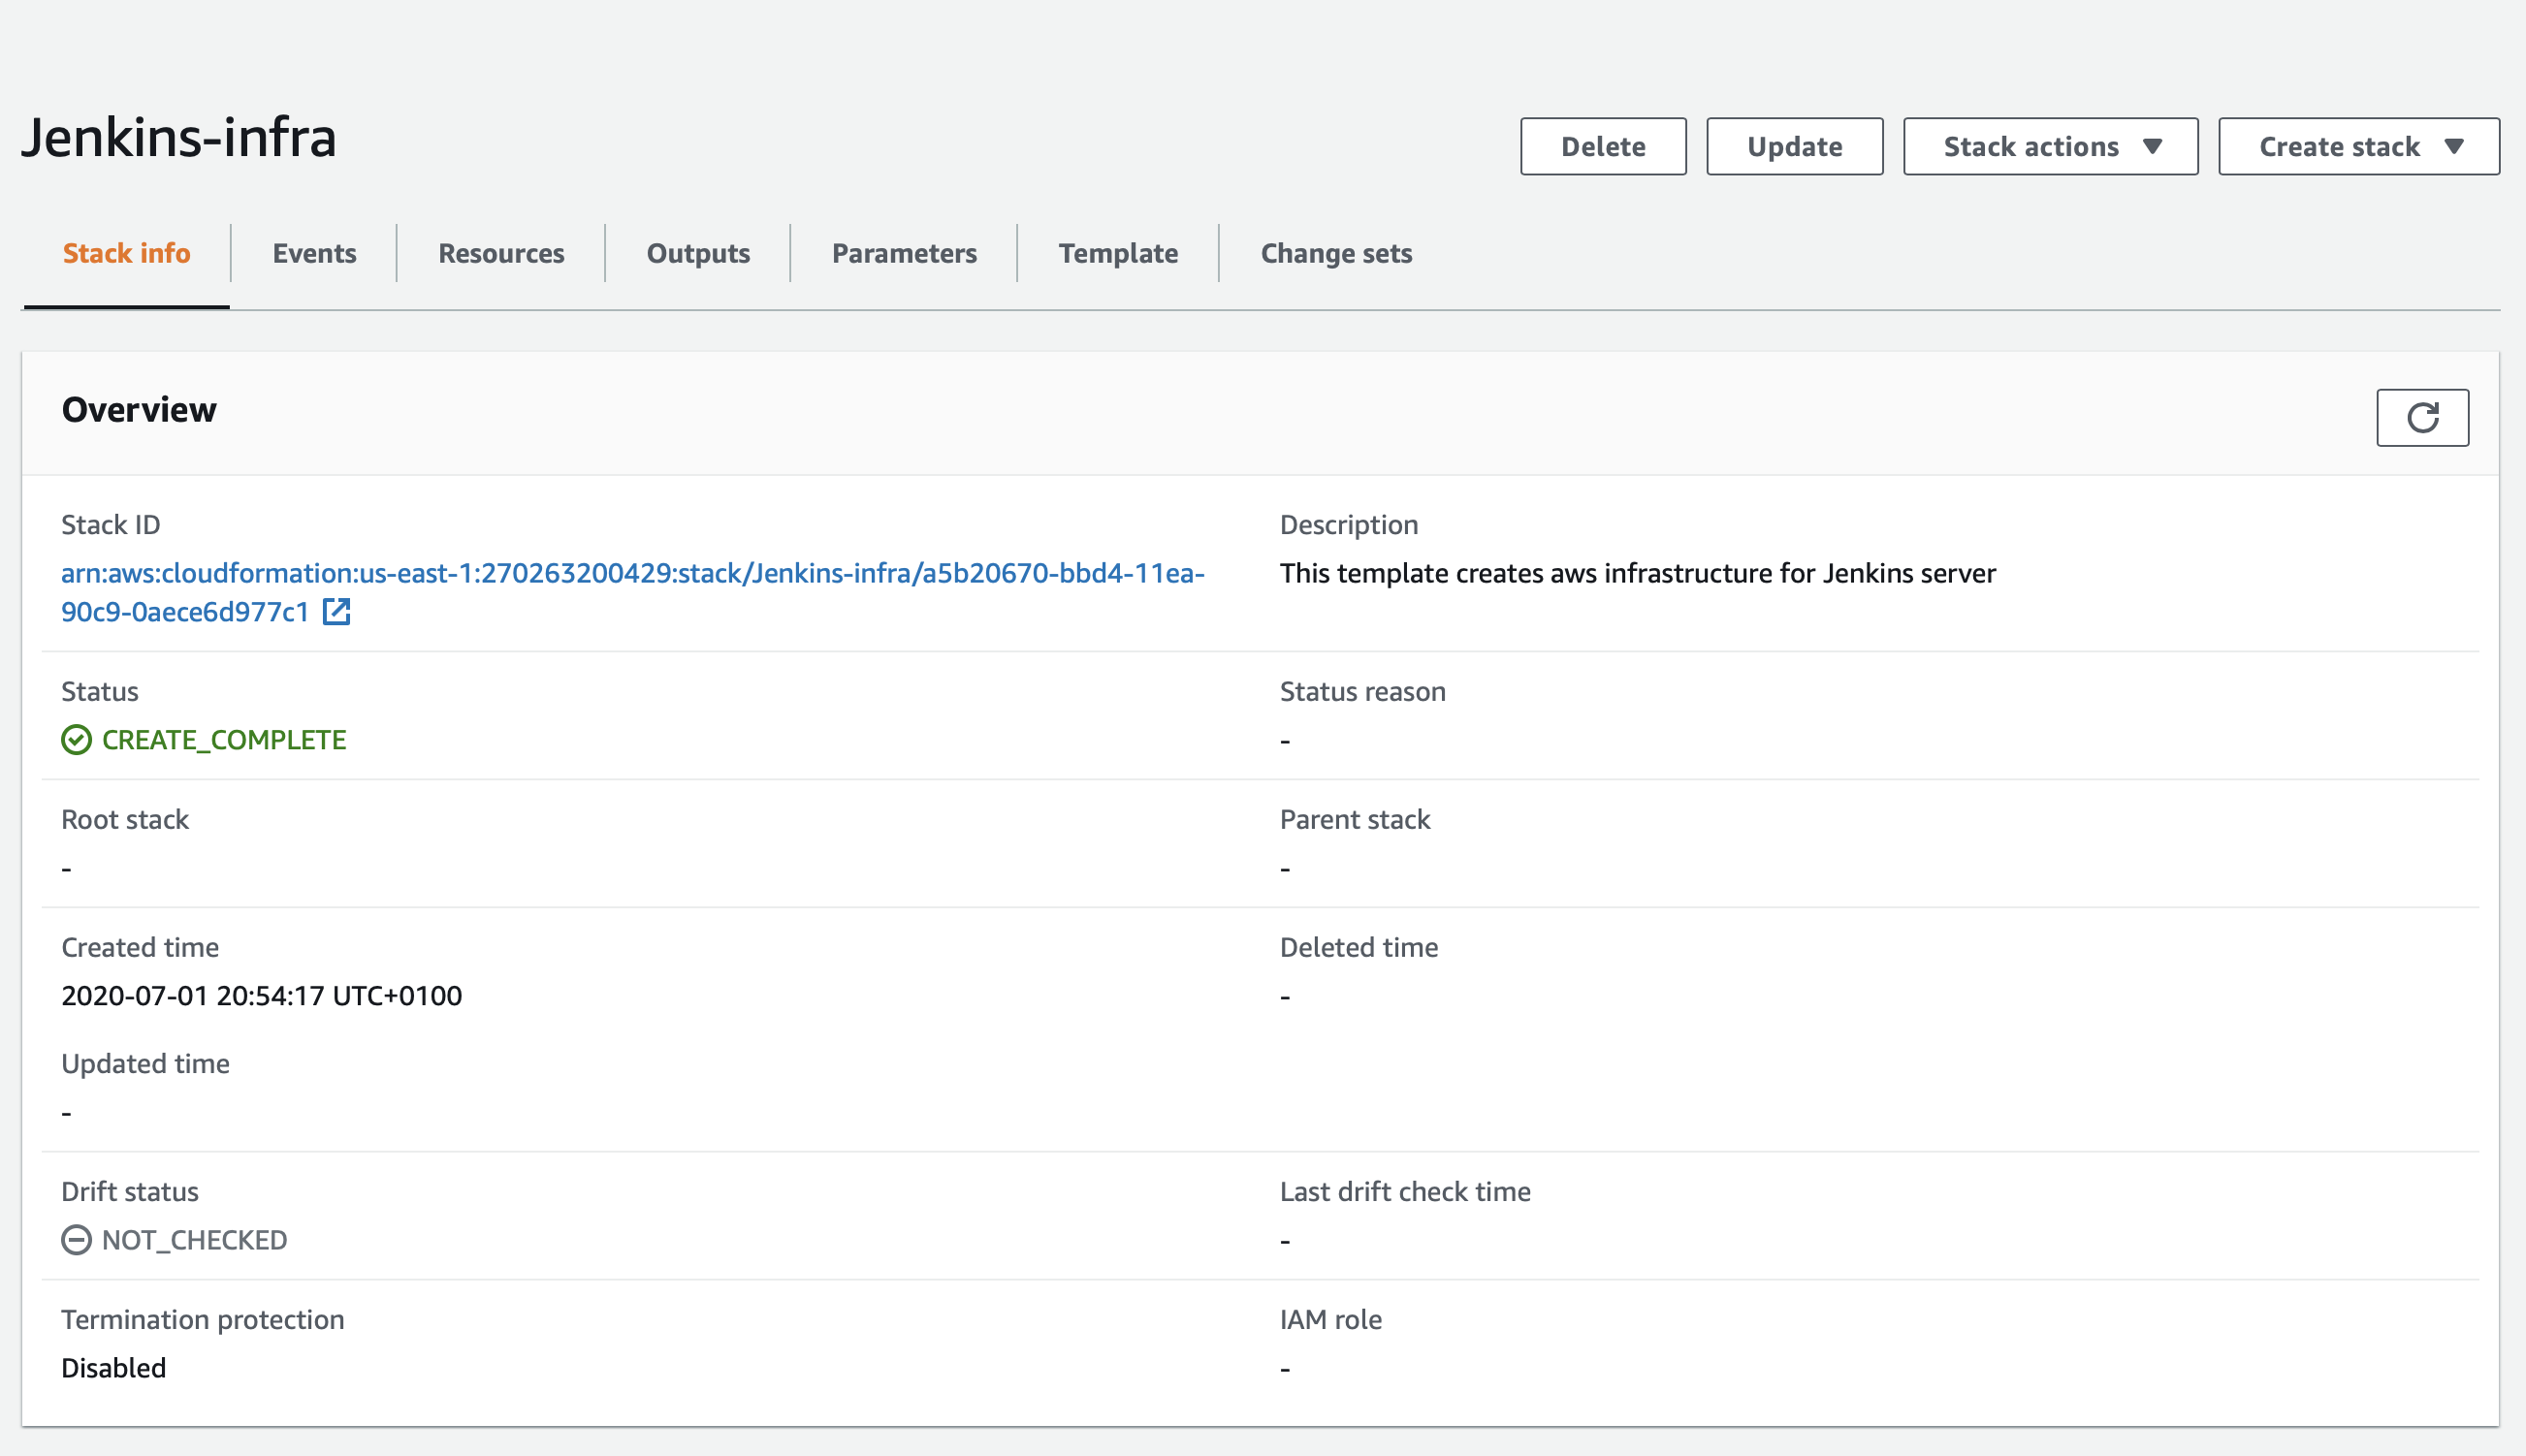 Jenkins-infra
Delete
Update
Stack actions
Create stack
Stack info
Events
Resources
Outputs
Parameters
Template
Change sets
Overview
Stack ID
arn:aws:cloudformation:us-east-1:270263200429:stack/Jenkins-infra/a5b20670-bbd4-11ea-
90c9-0aece6d977c1
Description
This template creates aws infrastructure for Jenkins server
Status
CREATE_COMPLETE
Status reason
-
Root stack
-
Parent stack
-
Created time
2020-07-01 20:54:17 UTC+0100
Deleted time
-
Updated time
-
Drift status
NOT_CHECKED
Last drift check time
-
Termination protection
Disabled
IAM role
-